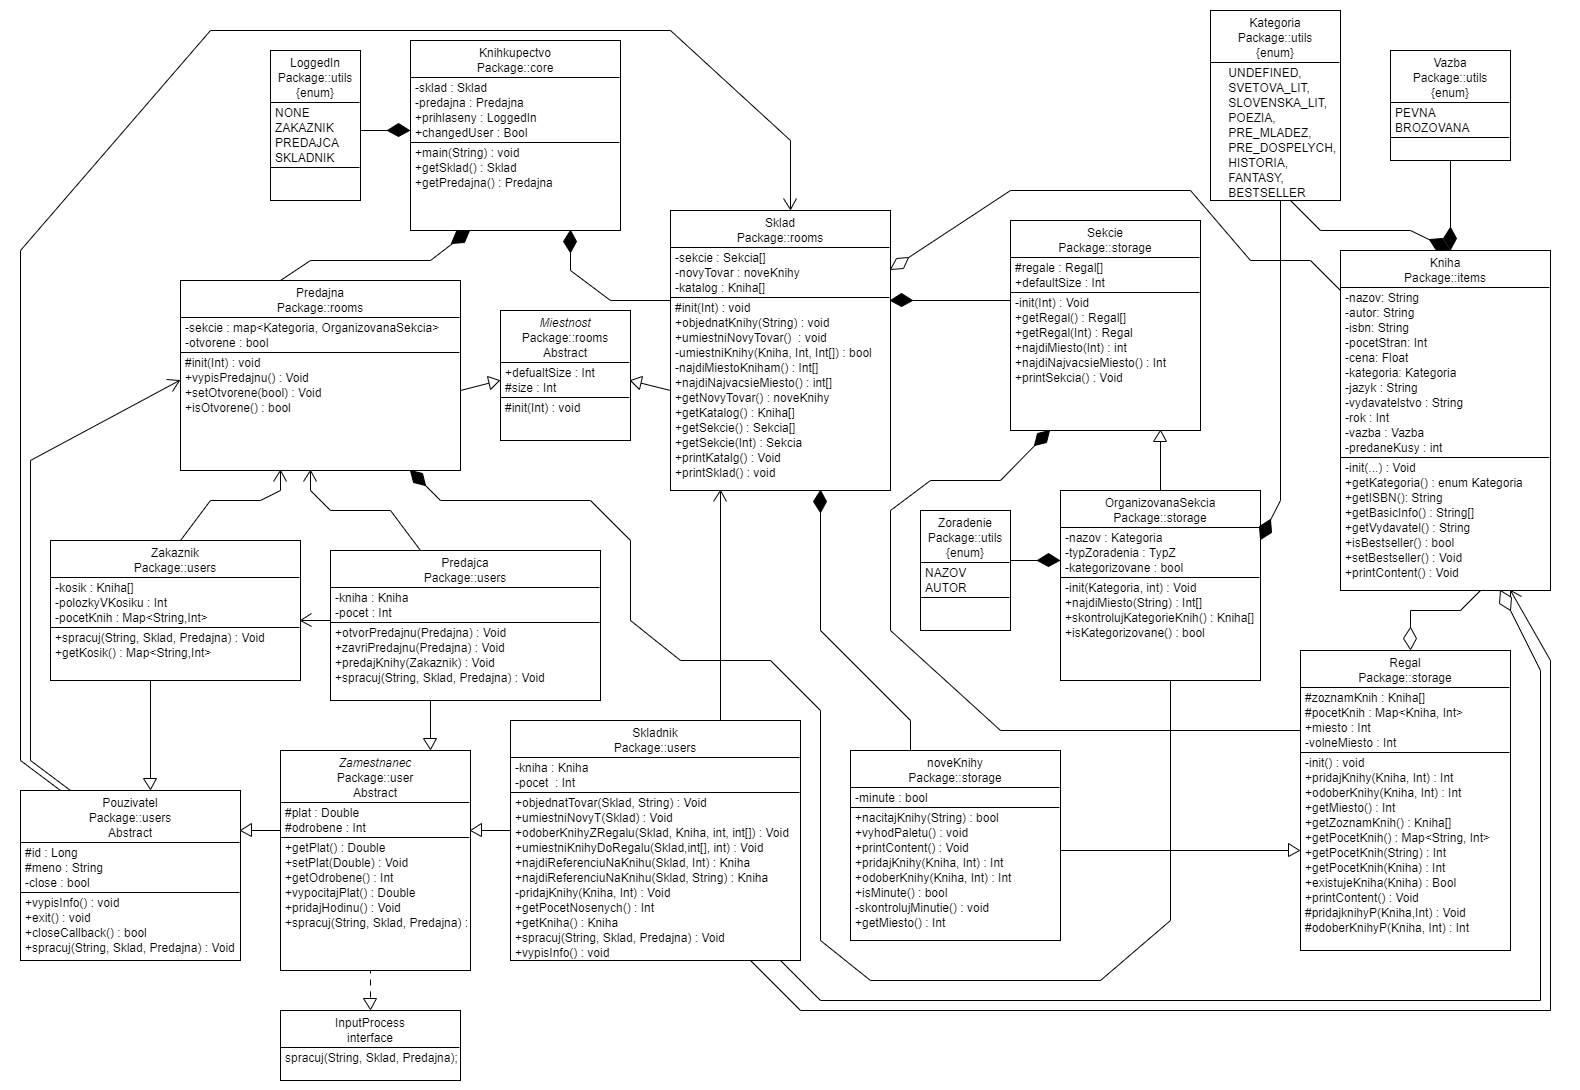 LoggedIn
Package::utils
{enum}
NONE
ZAKAZNIK
PREDAJCA
SKLADNIK
Knihkupectvo
Package::core
-sklad : Sklad
-predajna : Predajna
+prihlaseny : LoggedIn
+changedUser : Bool
+main(String) : void
+getSklad() : Sklad
+getPredajna() : Predajna
Kategoria
Package::utils
{enum}
UNDEFINED,
SVETOVA_LIT,
SLOVENSKA_LIT,
POEZIA,
PRE_MLADEZ,
PRE_DOSPELYCH,
HISTORIA,
FANTASY,
BESTSELLER
Vazba
Package::utils
{enum}
PEVNA
BROZOVANA
Predajna
Package::rooms
-sekcie : map<Kategoria, OrganizovanaSekcia>
-otvorene : bool
#init(Int) : void
+vypisPredajnu() : Void
+setOtvorene(bool) : Void
+isOtvorene() : bool
Miestnost
Package::rooms
Abstract
+defualtSize : Int
#size : Int
#init(Int) : void
Sklad
Package::rooms
-sekcie : Sekcia[]
-novyTovar : noveKnihy
-katalog : Kniha[]
#init(Int) : void
+objednatKnihy(String) : void
+umiestniNovyTovar()  : void
-umiestniKnihy(Kniha, Int, Int[]) : bool
-najdiMiestoKniham() : Int[]
+najdiNajvacsieMiesto() : int[]
+getNovyTovar() : noveKnihy
+getKatalog() : Kniha[]
+getSekcie() : Sekcia[]
+getSekcie(Int) : Sekcia
+printKatalg() : Void
+printSklad() : void
Sekcie
Package::storage
#regale : Regal[]
+defaultSize : Int
-init(Int) : Void
+getRegal() : Regal[]
+getRegal(Int) : Regal
+najdiMiesto(Int) : int
+najdiNajvacsieMiesto() : Int
+printSekcia() : Void
Kniha
Package::items
-nazov: String
-autor: String
-isbn: String
-pocetStran: Int
-cena: Float
-kategoria: Kategoria
-jazyk : String
-vydavatelstvo : String
-rok : Int
-vazba : Vazba
-predaneKusy : int
-init(...) : Void
+getKategoria() : enum Kategoria
+getISBN(): String
+getBasicInfo() : String[]
+getVydavatel() : String
+isBestseller() : bool
+setBestseller() : Void
+printContent() : Void
Zoradenie
Package::utils
{enum}
NAZOV
AUTOR
OrganizovanaSekcia
Package::storage
-nazov : Kategoria
-typZoradenia : TypZ
-kategorizovane : bool
-init(Kategoria, int) : Void
+najdiMiesto(String) : Int[]
+skontrolujKategorieKnih() : Kniha[]
+isKategorizovane() : bool
Zakaznik
Package::users
-kosik : Kniha[]
-polozkyVKosiku : Int
-pocetKnih : Map<String,Int>
+spracuj(String, Sklad, Predajna) : Void
+getKosik() : Map<String,Int>
Predajca
Package::users
-kniha : Kniha
-pocet : Int
+otvorPredajnu(Predajna) : Void
+zavriPredajnu(Predajna) : Void
+predajKnihy(Zakaznik) : Void
+spracuj(String, Sklad, Predajna) : Void
Regal
Package::storage
#zoznamKnih : Kniha[]
#pocetKnih : Map<Kniha, Int>
+miesto : Int
-volneMiesto : Int
-init() : void
+pridajKnihy(Kniha, Int) : Int
+odoberKnihy(Kniha, Int) : Int
+getMiesto() : Int
+getZoznamKnih() : Kniha[]
+getPocetKnih() : Map<String, Int>
+getPocetKnih(String) : Int
+getPocetKnih(Kniha) : Int
+existujeKniha(Kniha) : Bool
+printContent() : Void
#pridajknihyP(Kniha,Int) : Void
#odoberKnihyP(Kniha, Int) : Int
Pouzivatel
Package::users
Abstract
#id : Long
#meno : String
-close : bool
+vypisInfo() : void
+exit() : void
+closeCallback() : bool
+spracuj(String, Sklad, Predajna) : Void
Zamestnanec
Package::user
Abstract
#plat : Double
#odrobene : Int
+getPlat() : Double
+setPlat(Double) : Void
+getOdrobene() : Int
+vypocitajPlat() : Double
+pridajHodinu() : Void
+spracuj(String, Sklad, Predajna) :
Skladnik
Package::users
-kniha : Kniha
-pocet  : Int
+objednatTovar(Sklad, String) : Void
+umiestniNovyT(Sklad) : Void
+odoberKnihyZRegalu(Sklad, Kniha, int, int[]) : Void
+umiestniKnihyDoRegalu(Sklad,int[], int) : Void
+najdiReferenciuNaKnihu(Sklad, Int) : Kniha
+najdiReferenciuNaKnihu(Sklad, String) : Kniha
-pridajKnihy(Kniha, Int) : Void
+getPocetNosenych() : Int
+getKniha() : Kniha
+spracuj(String, Sklad, Predajna) : Void
+vypisInfo() : void
noveKnihy
Package::storage
-minute : bool
+nacitajKnihy(String) : bool
+vyhodPaletu() : void
+printContent() : Void
+pridajKnihy(Kniha, Int) : Int
+odoberKnihy(Kniha, Int) : Int
+isMinute() : bool
-skontrolujMinutie() : void
+getMiesto() : Int
InputProcess
interface
spracuj(String, Sklad, Predajna);